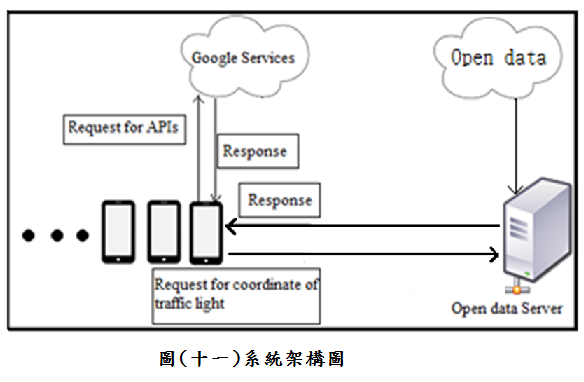 Google Services
Open data
Request for APIs
Response
Response
Request for coordinate of
traffic light
Open data Server
圖(十一)系統架構圖